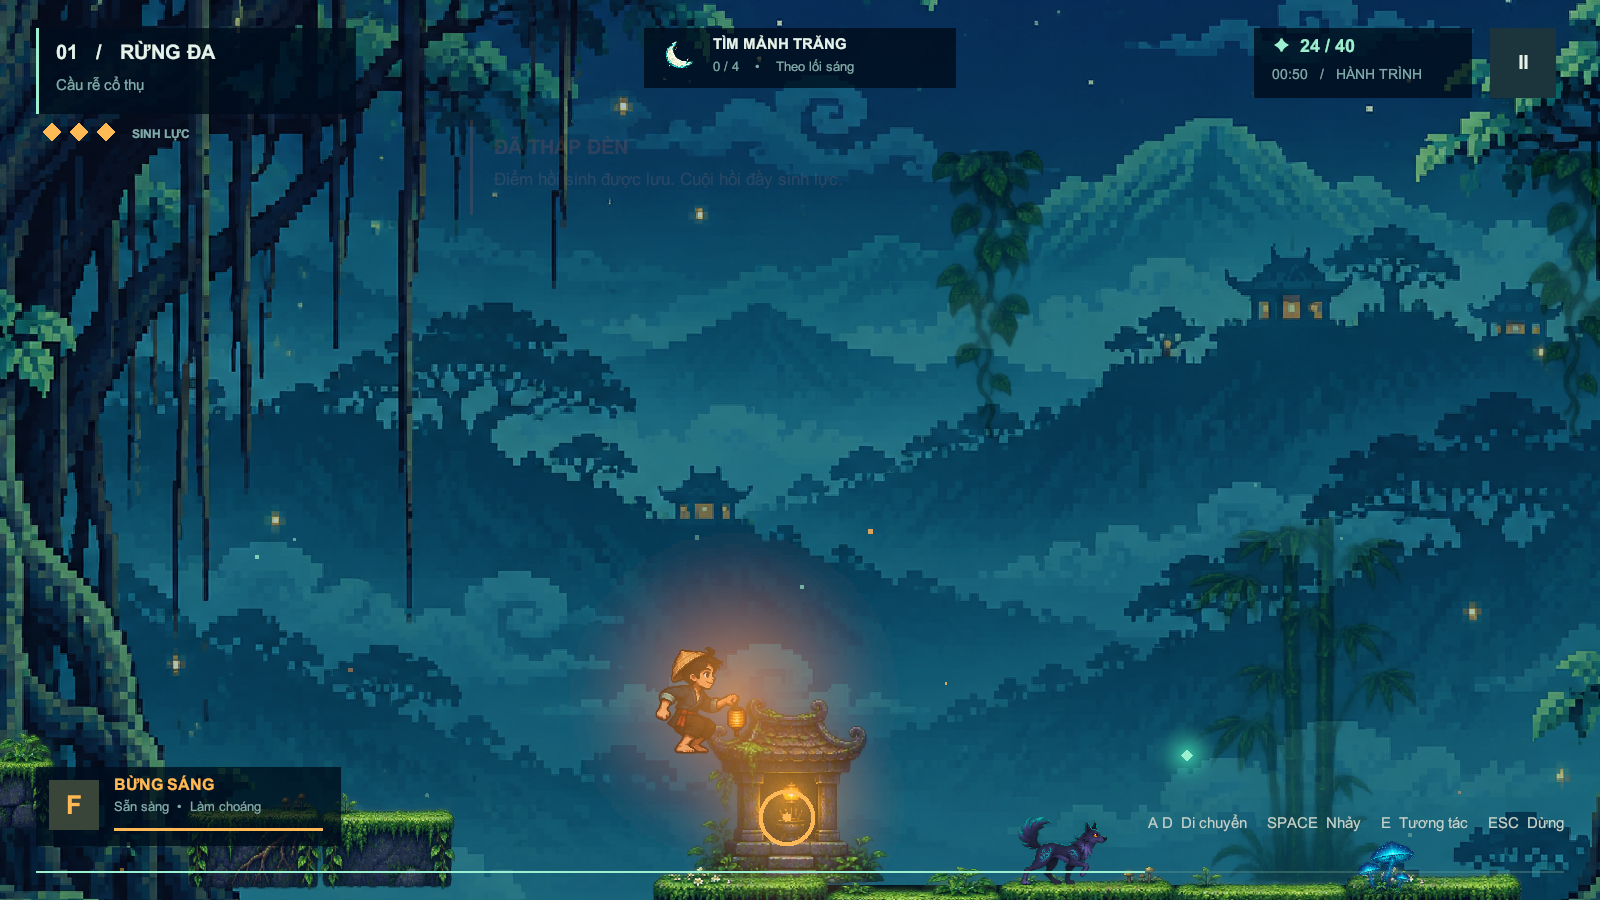 01 / RỪNG ĐA
Cầu rễ cổ thụ
SINH LỰC
TÌM MẢNH TRĂNG
0 / 4 • Theo lối sáng
24 / 40
00:50 / HÀNH TRÌNH
ĐÃ THẮP ĐÈN
Điểm hồi sinh được lưu. Cuội hồi đầy sinh lực.
F
BỪNG SÁNG
Sẵn sàng • Làm choáng
A D Di chuyển SPACE Nhảy E Tương tác ESC Dừng